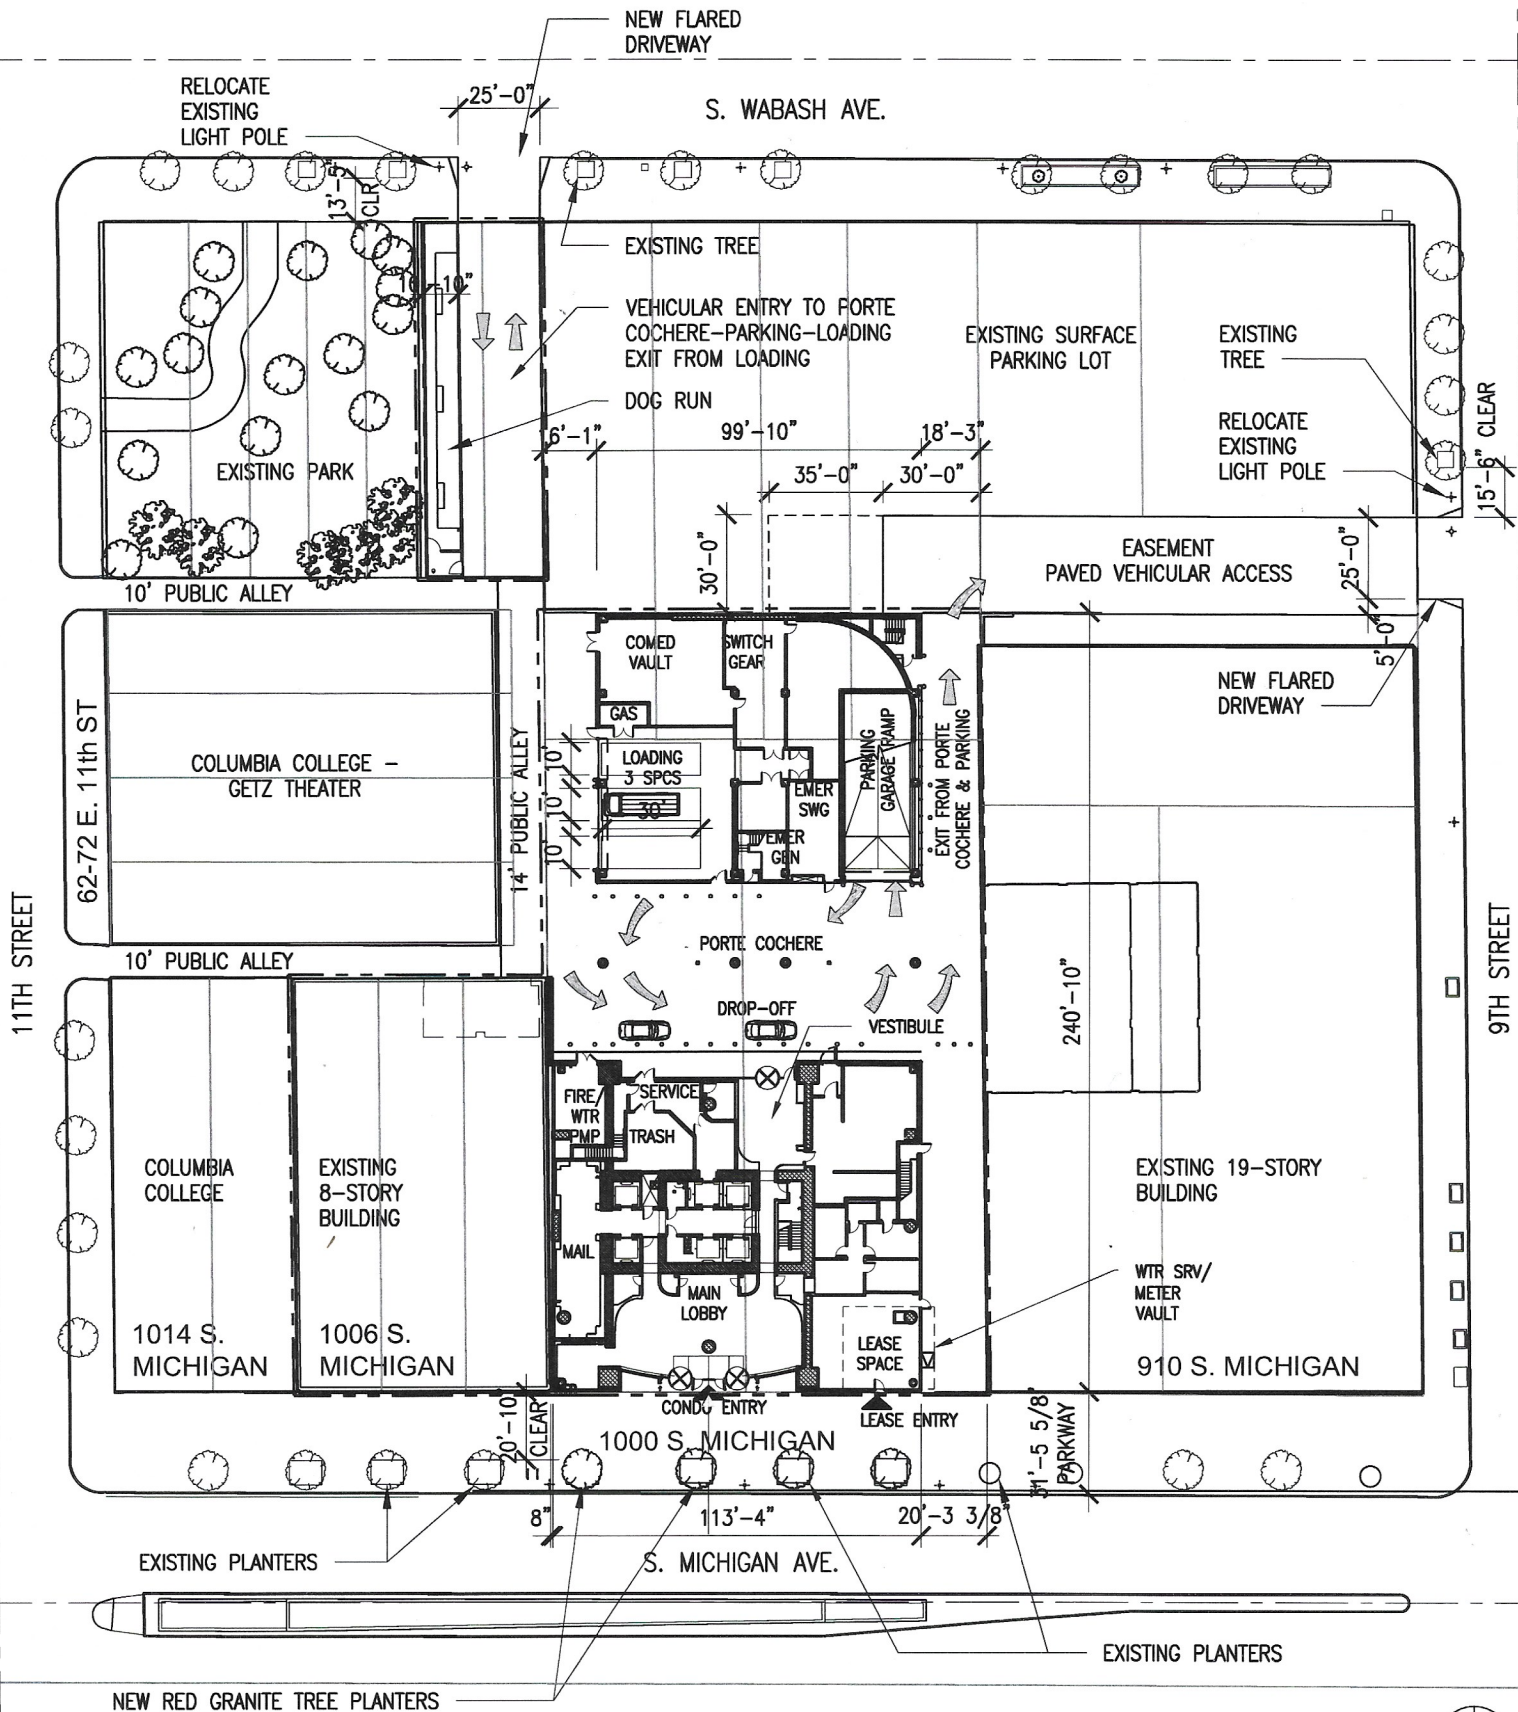 NEW FLARED
DRIVEWAY
RELOCATE
EXISTING
LIGHT POLE
25'-0"
S. WABASH AVE.
13'-5"
CLR
EXISTING TREE
10'-10"
VEHICULAR ENTRY TO PORTE
COCHERE-PARKING-LOADING
EXIT FROM LOADING
DOG RUN
EXISTING SURFACE
PARKING LOT
EXISTING
TREE
RELOCATE
EXISTING
LIGHT POLE
15'-6" CLEAR
6'-1"
99'-10"
18'-3"
35'-0"
30'-0"
EXISTING PARK
30'-0"
EASEMENT
PAVED VEHICULAR ACCESS
25'-0"
10' PUBLIC ALLEY
5'-0"
NEW FLARED
DRIVEWAY
COMED
VAULT
SWITCH
GEAR
GAS
LOADING
3 SPCS
30'
10'
10'
10'
EMER
SWG
EMER
GEN
PARKING
GARAGE RAMP
EXIT FROM PORTE
COCHERE & PARKING
62-72 E. 11th ST
COLUMBIA COLLEGE -
GETZ THEATER
14' PUBLIC ALLEY
11TH STREET
9TH STREET
10' PUBLIC ALLEY
PORTE COCHERE
DROP-OFF
VESTIBULE
240'-10"
FIRE/
WTR
PMP
SERVICE
TRASH
MAIL
MAIN
LOBBY
LEASE
SPACE
WTR SRV/
METER
VAULT
COLUMBIA
COLLEGE
EXISTING
8-STORY
BUILDING
EXISTING 19-STORY
BUILDING
1014 S.
MICHIGAN
1006 S.
MICHIGAN
910 S. MICHIGAN
CONDO ENTRY
LEASE ENTRY
1000 S. MICHIGAN
20'-10"
CLEAR
31'-5 5/8"
PARKWAY
8"
113'-4"
20'-3 3/8"
EXISTING PLANTERS
S. MICHIGAN AVE.
EXISTING PLANTERS
NEW RED GRANITE TREE PLANTERS